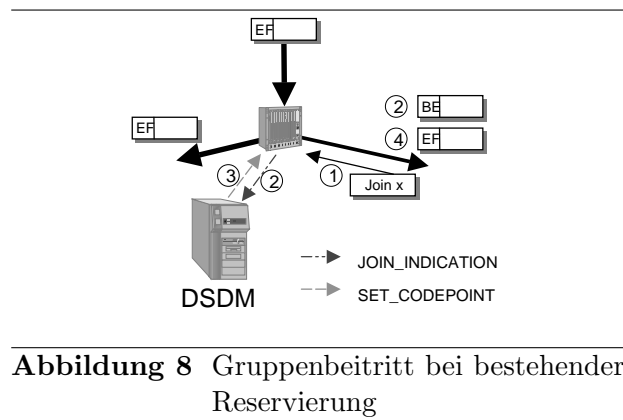 EF
EF
② BE
④ EF
③
②
①
Join x
DSDM
JOIN_INDICATION
SET_CODEPOINT
Abbildung 8 Gruppenbeitritt bei bestehender
Reservierung